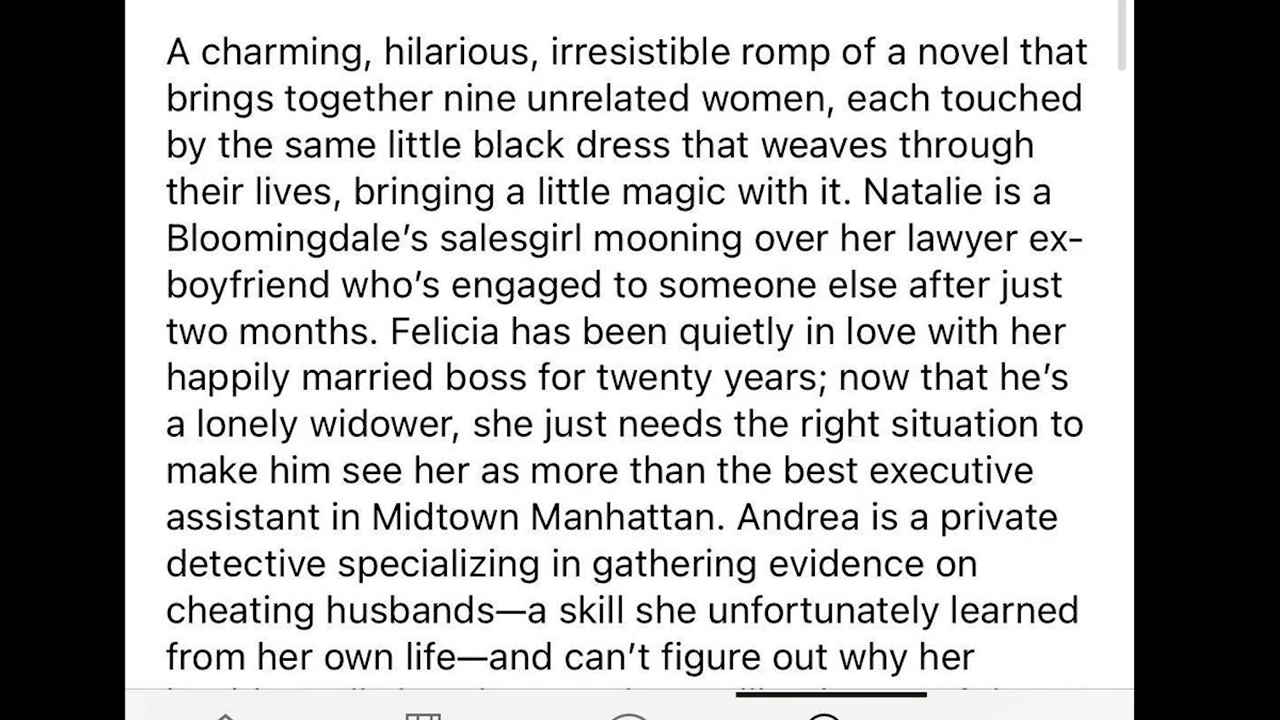 A charming, hilarious, irresistible romp of a novel that
brings together nine unrelated women, each touched
by the same little black dress that weaves through
their lives, bringing a little magic with it. Natalie is a
Bloomingdale’s salesgirl mooning over her lawyer ex-
boyfriend who’s engaged to someone else after just
two months. Felicia has been quietly in love with her
happily married boss for twenty years; now that he’s
a lonely widower, she just needs the right situation to
make him see her as more than the best executive
assistant in Midtown Manhattan. Andrea is a private
detective specializing in gathering evidence on
cheating husbands—a skill she unfortunately learned
from her own life—and can’t figure out why her